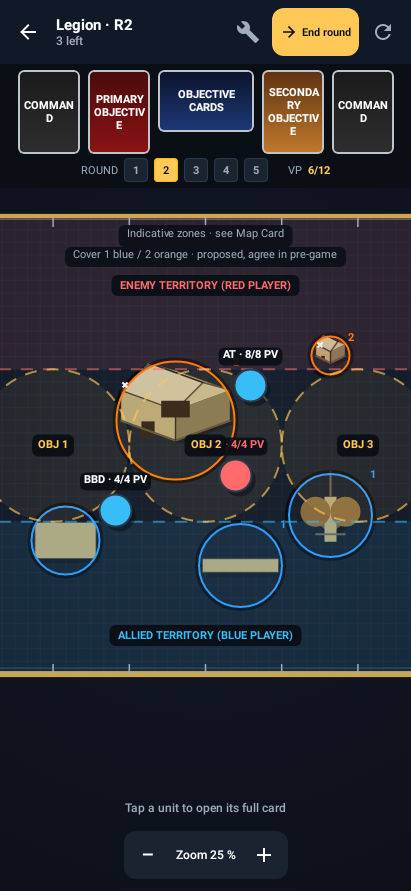 Legion · R2
3 left
End round
COMMAN
D
PRIMARY
OBJECTIV
E
OBJECTIVE
CARDS
SECONDA
RY
OBJECTIV
E
COMMAN
D
ROUND 1 2 3 4 5 VP 6/12
Indicative zones · see Map Card
Cover 1 blue / 2 orange · proposed, agree in pre-game
ENEMY TERRITORY (RED PLAYER)
2
AT · 8/8 PV
OBJ 1
OBJ 2 · 4/4 PV
OBJ 3
BBD · 4/4 PV
1
1
ALLIED TERRITORY (BLUE PLAYER)
Tap a unit to open its full card
− Zoom 25 % +